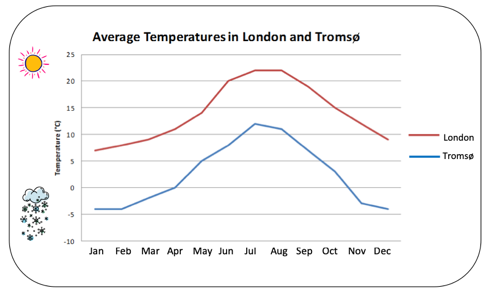 Average Temperatures in London and Tromsø
25
20
15
10
5
0
-5
-10
Temperature (°C)
Jan Feb Mar Apr May Jun Jul Aug Sep Oct Nov Dec
London
Tromsø